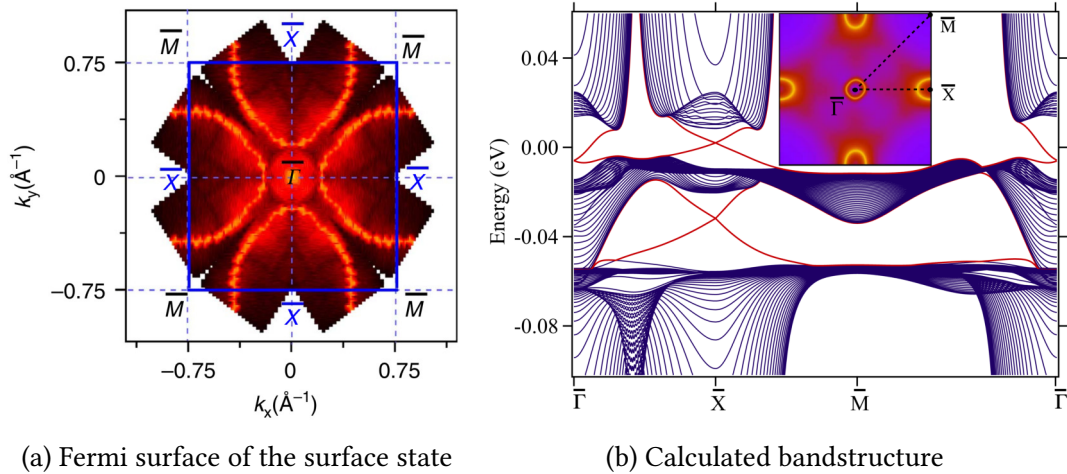 M̅ X̅ M̅
0.75
0
−0.75
k_y(Å⁻¹)
X̅ Γ̅ X̅
M̅ X̅ M̅
−0.75 0 0.75
k_x(Å⁻¹)
(a) Fermi surface of the surface state
0.04
0.00
-0.04
-0.08
Energy (eV)
M̅
X̅
Γ̅
Γ̅ X̅ M̅ Γ̅
(b) Calculated bandstructure